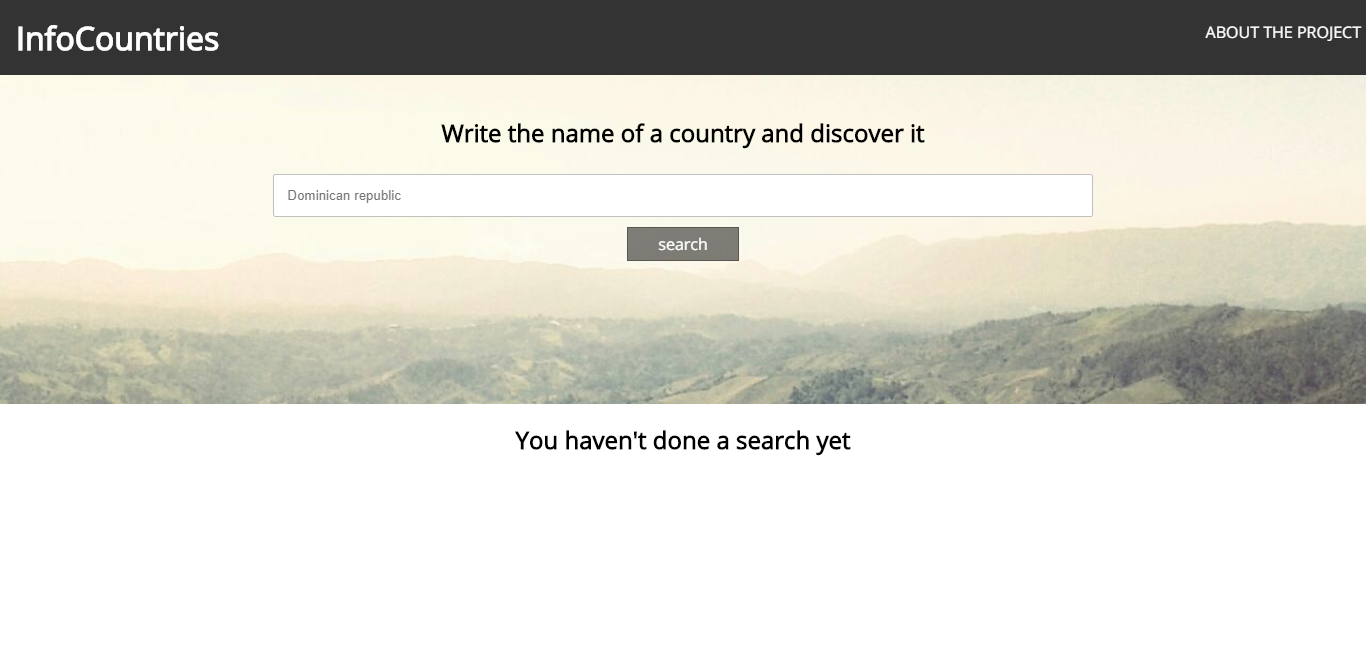 InfoCountries
ABOUT THE PROJECT
Write the name of a country and discover it
Dominican republic
search
You haven't done a search yet